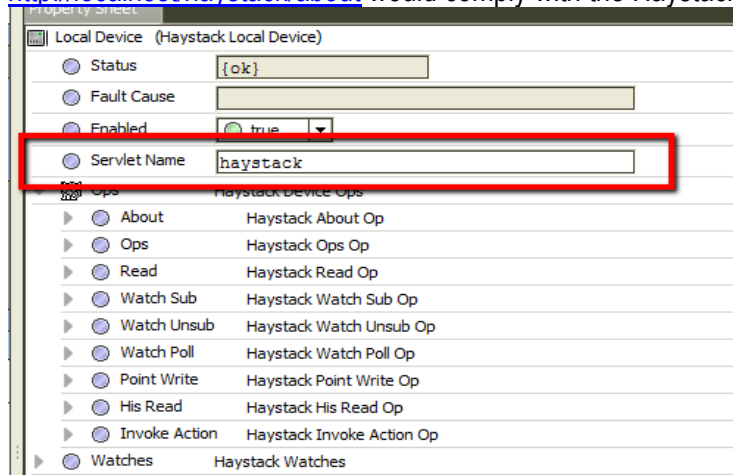 would comply with the Haystack
Property Sheet
Local Device (Haystack Local Device)
Status {ok}
Fault Cause
Enabled true
Servlet Name haystack
Ops Haystack Device Ops
About Haystack About Op
Ops Haystack Ops Op
Read Haystack Read Op
Watch Sub Haystack Watch Sub Op
Watch Unsub Haystack Watch Unsub Op
Watch Poll Haystack Watch Poll Op
Point Write Haystack Point Write Op
His Read Haystack His Read Op
Invoke Action Haystack Invoke Action Op
Watches Haystack Watches